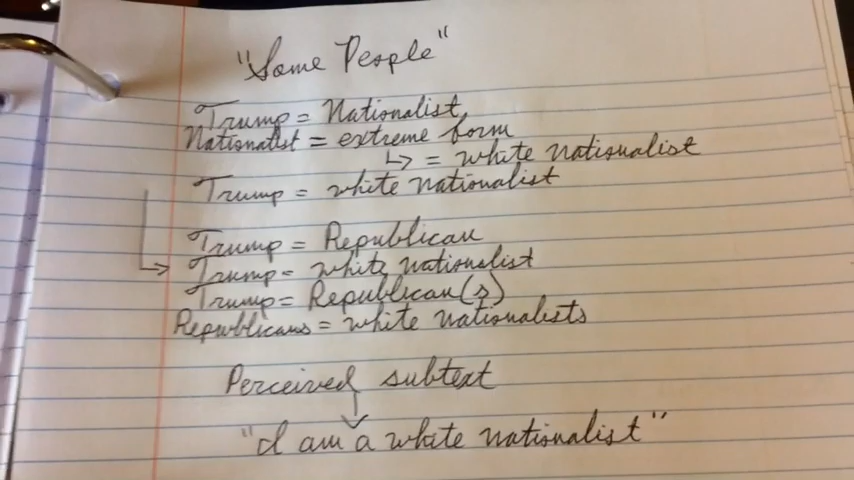 "Some People"
Trump = Nationalist
Nationalist = extreme form
↳ = white nationalist
Trump = white nationalist
Trump = Republican
Trump = white nationalist
Trump = Republican(s)
Republicans = white nationalists
Perceived subtext
"I am a white nationalist"